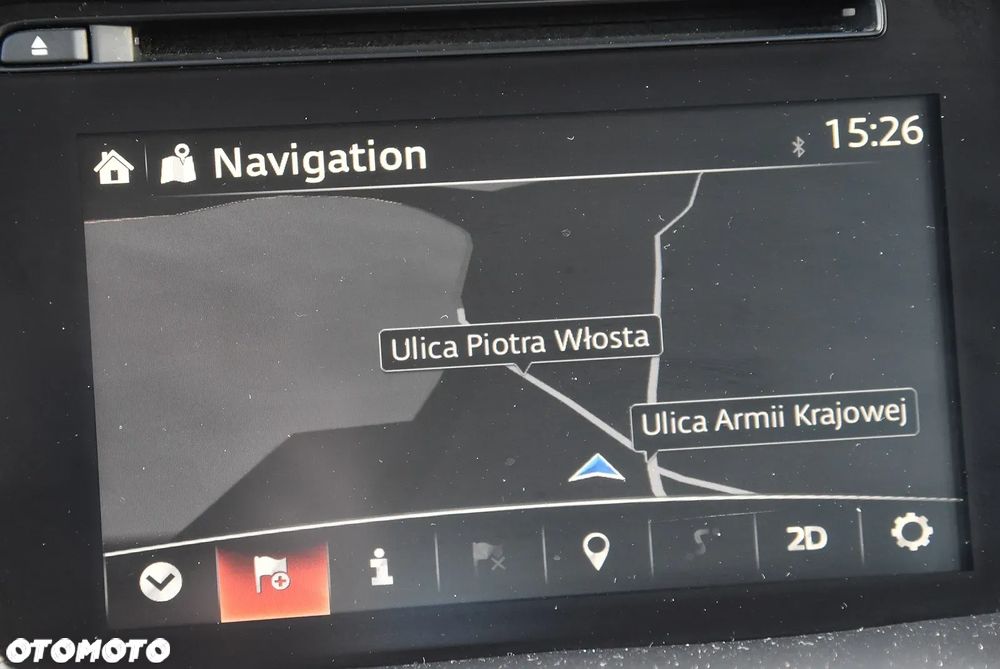 Navigation
15:26
Ulica Piotra Włosta
Ulica Armii Krajowej
2D
OTOMOTO